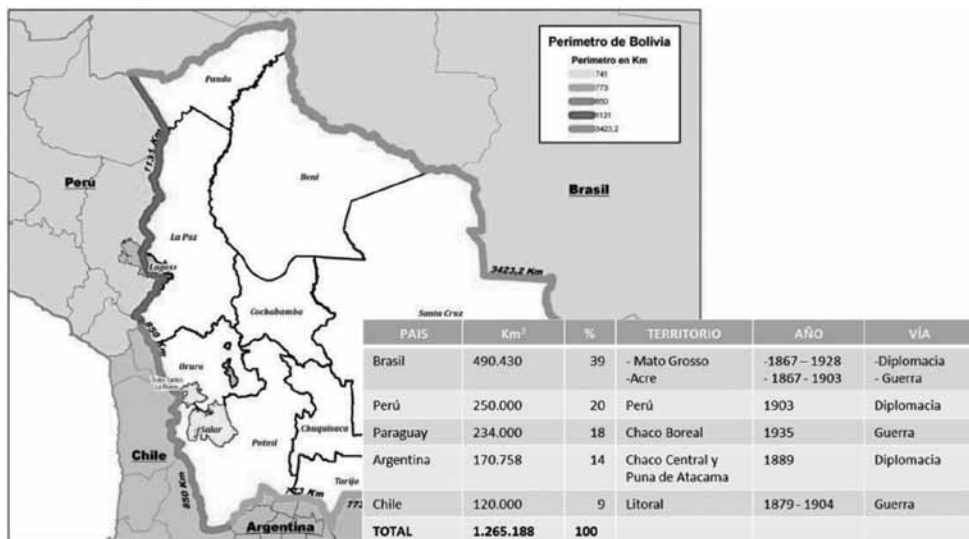 Perimetro de Bolivia
Perimetro en Km
741
773
850
1131
3423,2
Pando
1131 Km
Perú
Beni
Brasil
La Paz
3423,2 Km
Cochabamba
Santa Cruz
850 Km
Oruro
Salar
Potosi
Chuquisaca
Chile
850 Km
Tarija
Argentina
PAIS Km² % TERRITORIO AÑO VÍA
Brasil 490.430 39 - Mato Grosso -1867 – 1928 -Diplomacia
-Acre - 1867 - 1903 - Guerra
Perú 250.000 20 Perú 1903 Diplomacia
Paraguay 234.000 18 Chaco Boreal 1935 Guerra
Argentina 170.758 14 Chaco Central y 1889 Diplomacia
Puna de Atacama
Chile 120.000 9 Litoral 1879 - 1904 Guerra
TOTAL 1.265.188 100